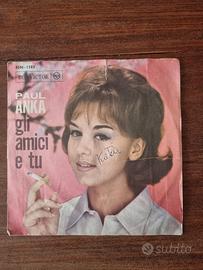 RCA VICTOR
PAUL
ANKA
gli
amici
e tu
subito